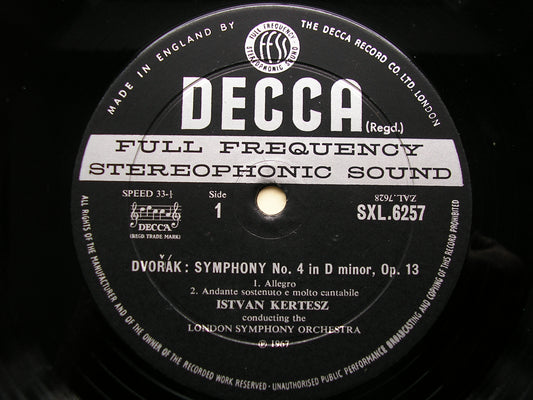 MADE IN ENGLAND BY THE DECCA RECORD CO. LTD. LONDON
FULL FREQUENCY
FFSS
STEREOPHONIC SOUND
DECCA
(Regd.)
FULL FREQUENCY
STEREOPHONIC SOUND
SPEED 33⅓
Side
1
ZAL.7628
SXL.6257
DECCA
(REGD TRADE MARK)
DVOŘÁK: SYMPHONY No. 4 in D minor, Op. 13
1. Allegro
2. Andante sostenuto e molto cantabile
ISTVAN KERTESZ
conducting the
LONDON SYMPHONY ORCHESTRA
℗ 1967
ALL RIGHTS OF THE MANUFACTURER AND OF THE OWNER OF THE RECORDED WORK RESERVED · UNAUTHORISED PUBLIC PERFORMANCE BROADCASTING AND COPYING OF THIS RECORD PROHIBITED